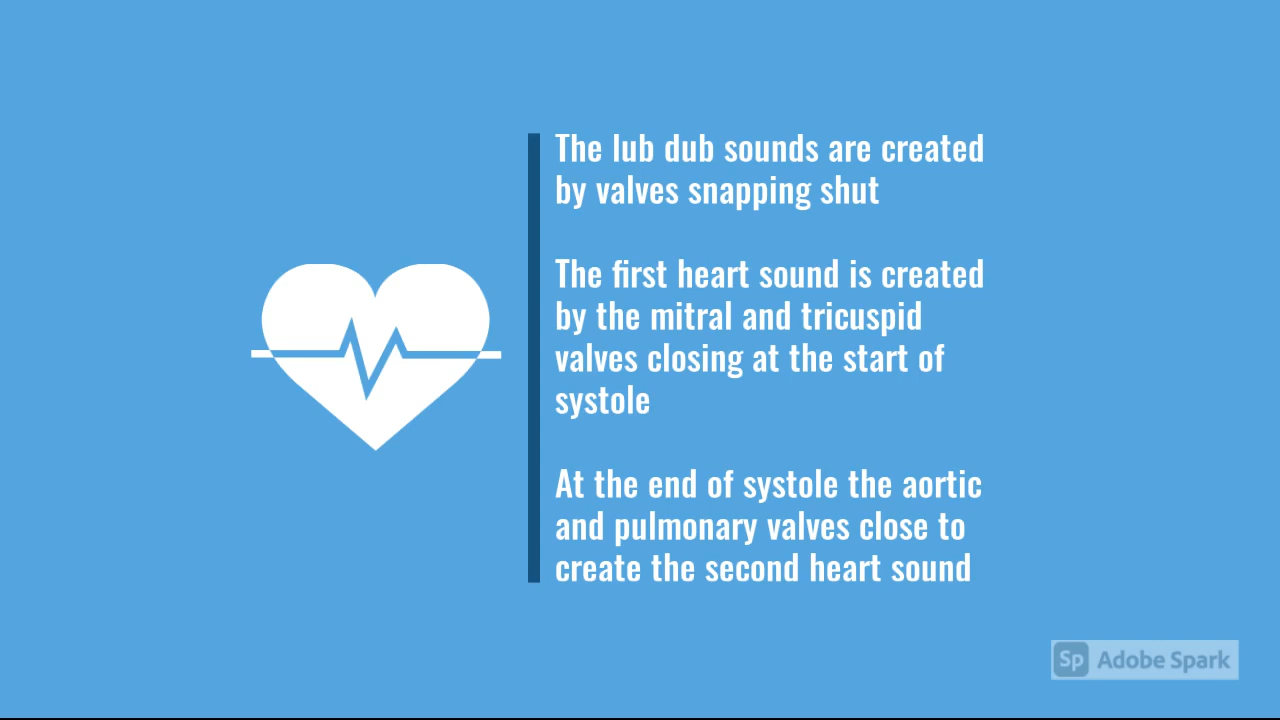 The lub dub sounds are created
by valves snapping shut
The first heart sound is created
by the mitral and tricuspid
valves closing at the start of
systole
At the end of systole the aortic
and pulmonary valves close to
create the second heart sound
Sp Adobe Spark